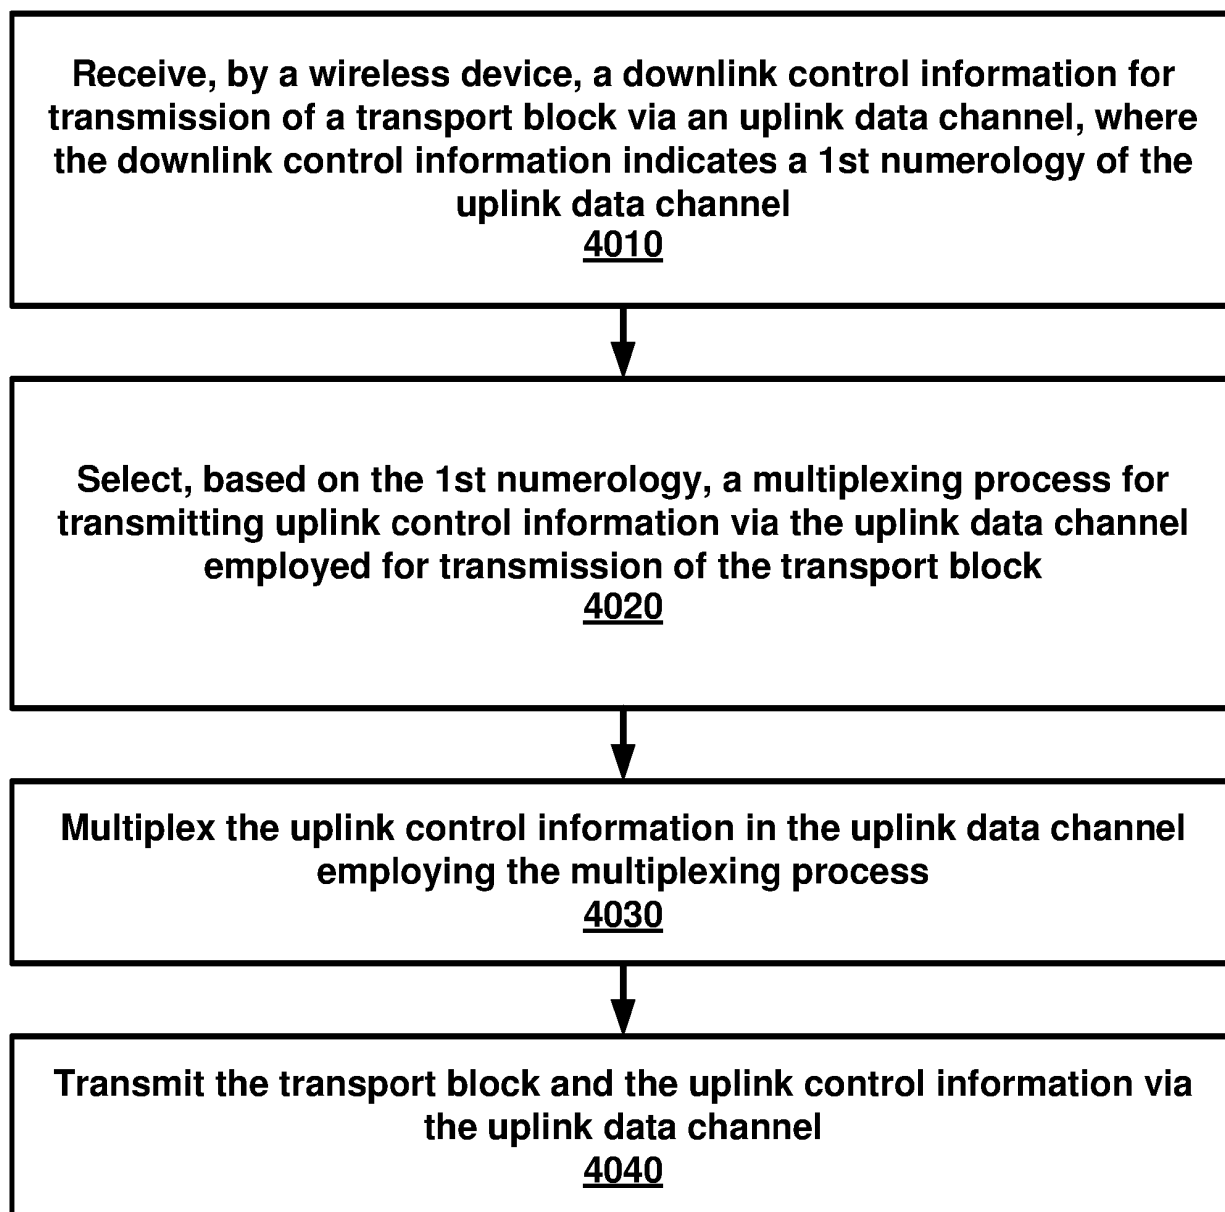 Receive, by a wireless device, a downlink control information for
transmission of a transport block via an uplink data channel, where
the downlink control information indicates a 1st numerology of the
uplink data channel
4010
Select, based on the 1st numerology, a multiplexing process for
transmitting uplink control information via the uplink data channel
employed for transmission of the transport block
4020
Multiplex the uplink control information in the uplink data channel
employing the multiplexing process
4030
Transmit the transport block and the uplink control information via
the uplink data channel
4040